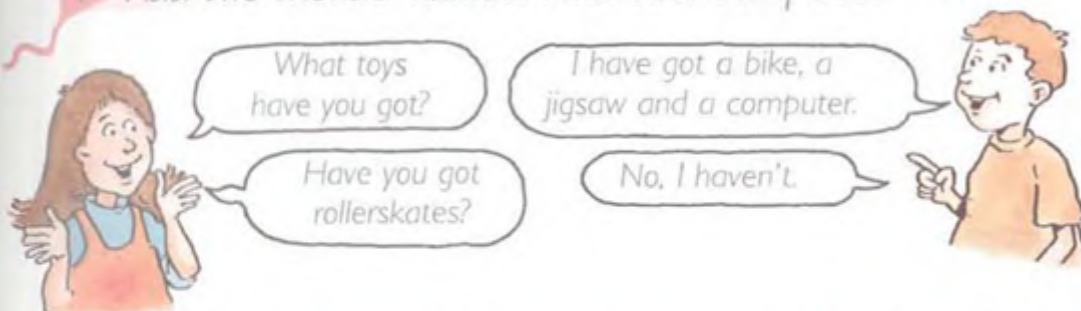 What toys
have you got?
I have got a bike, a
jigsaw and a computer.
Have you got
rollerskates?
No, I haven't.